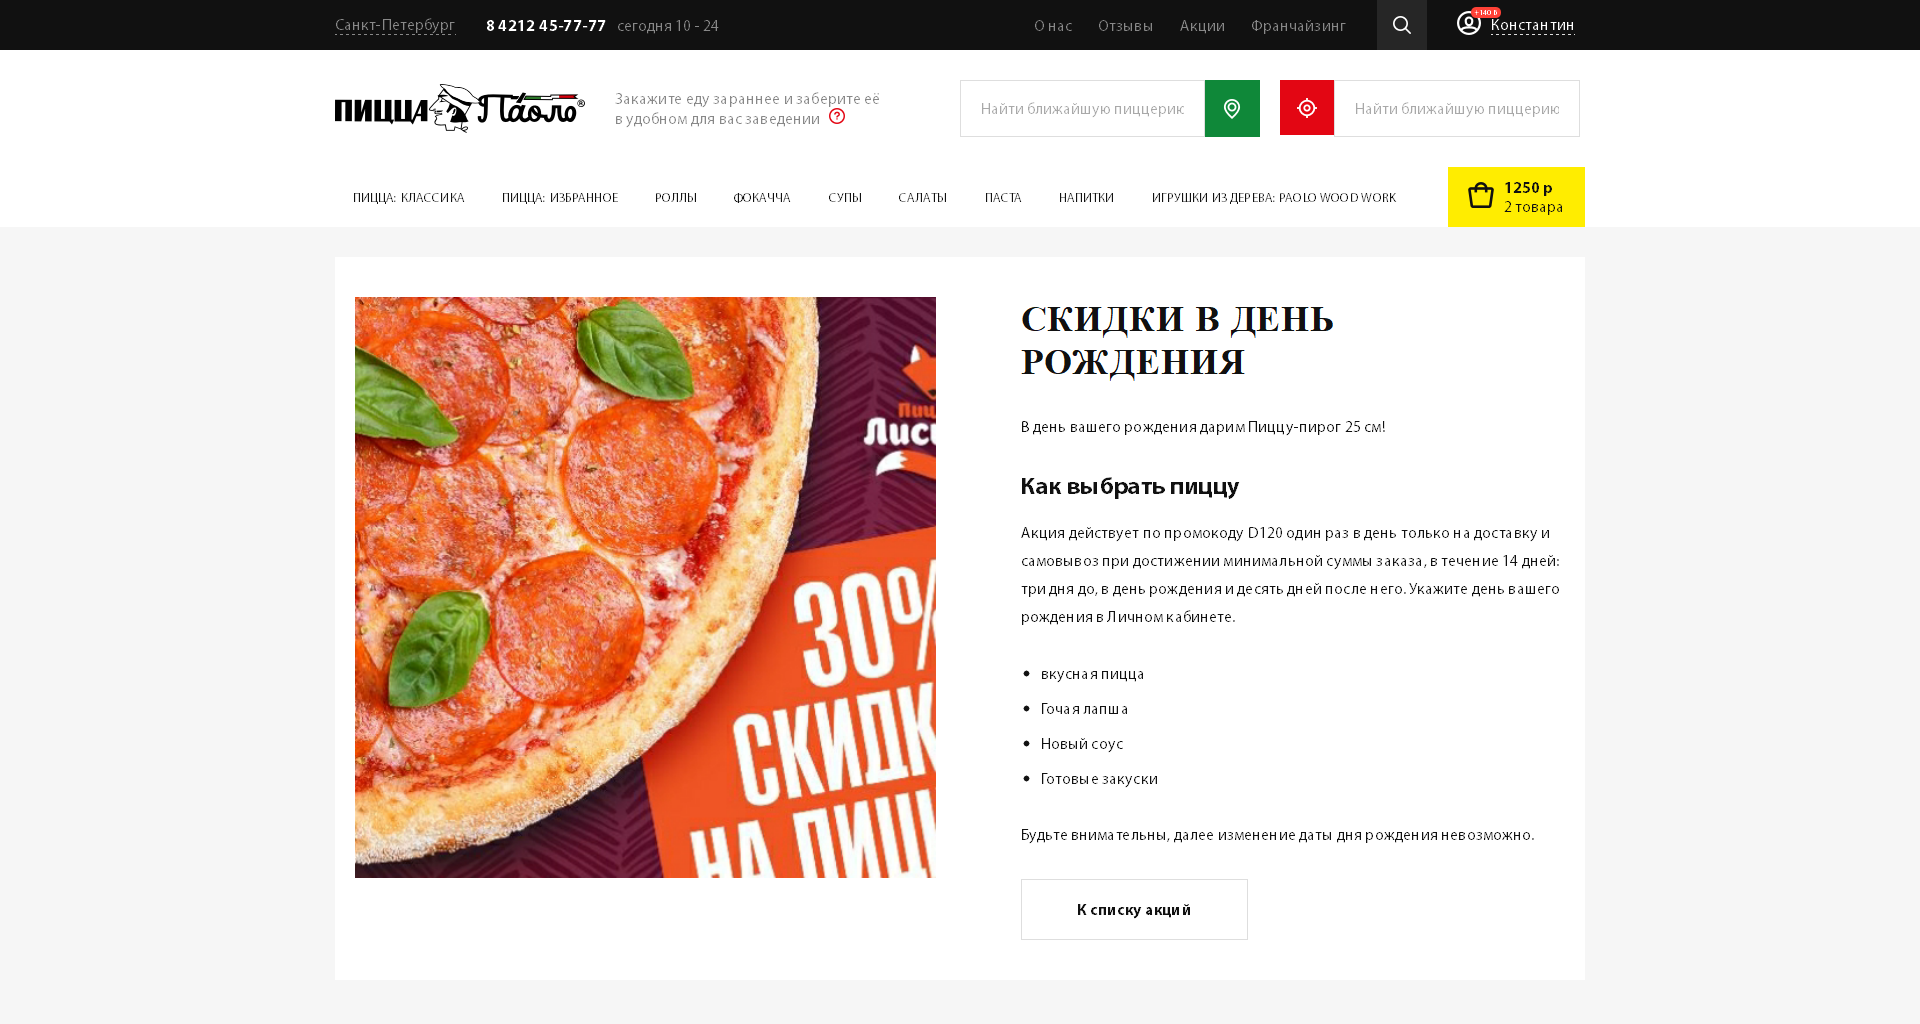 Санкт-Петербург
8 4212 45-77-77
сегодня 10 - 24
О нас
Отзывы
Акции
Франчайзинг
+140 ₽
Константин
ПИЦЦА Паоло®
Закажите еду зараннее и заберите её
в удобном для вас заведении
Найти ближайшую пиццерию
Найти ближайшую пиццерию
ПИЦЦА: КЛАССИКА
ПИЦЦА: ИЗБРАННОЕ
РОЛЛЫ
ФОКАЧЧА
СУПЫ
САЛАТЫ
ПАСТА
НАПИТКИ
ИГРУШКИ ИЗ ДЕРЕВА: PAOLO WOOD WORK
1250 р
2 товара
Пицц
Лиси
30%
СКИДК
НА ПИЦЦ
СКИДКИ В ДЕНЬ
РОЖДЕНИЯ
В день вашего рождения дарим Пиццу-пирог 25 см!
Как выбрать пиццу
Акция действует по промокоду D120 один раз в день только на доставку и
самовывоз при достижении минимальной суммы заказа, в течение 14 дней:
три дня до, в день рождения и десять дней после него. Укажите день вашего
рождения в Личном кабинете.
• вкусная пицца
• Гочая лапша
• Новый соус
• Готовые закуски
Будьте внимательны, далее изменение даты дня рождения невозможно.
К списку акций